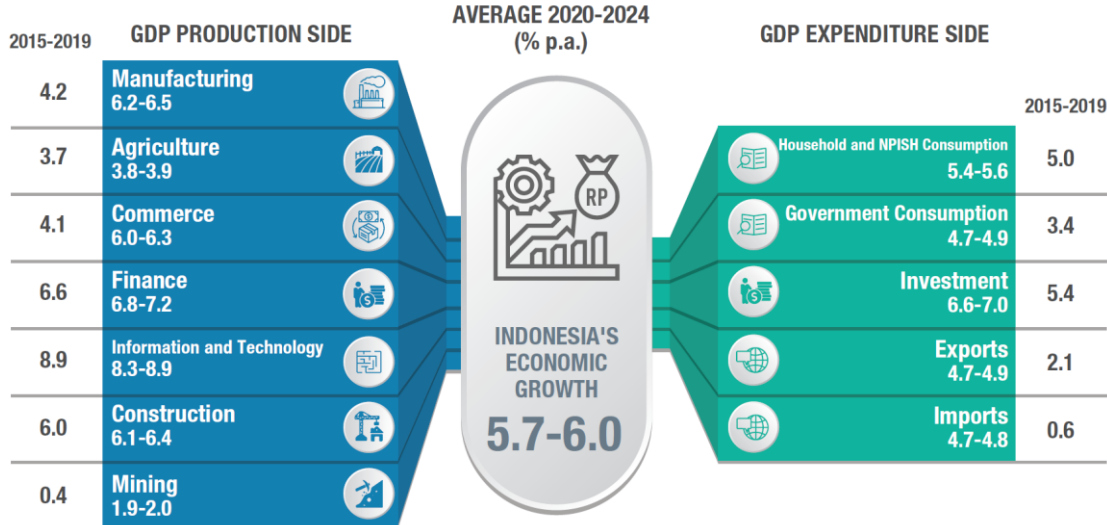 AVERAGE 2020-2024
(% p.a.)
2015-2019
GDP PRODUCTION SIDE
4.2
Manufacturing
6.2-6.5
3.7
Agriculture
3.8-3.9
4.1
Commerce
6.0-6.3
6.6
Finance
6.8-7.2
8.9
Information and Technology
8.3-8.9
6.0
Construction
6.1-6.4
0.4
Mining
1.9-2.0
RP
INDONESIA'S
ECONOMIC
GROWTH
5.7-6.0
GDP EXPENDITURE SIDE
2015-2019
Household and NPISH Consumption
5.4-5.6
5.0
Government Consumption
4.7-4.9
3.4
Investment
6.6-7.0
5.4
Exports
4.7-4.9
2.1
Imports
4.7-4.8
0.6